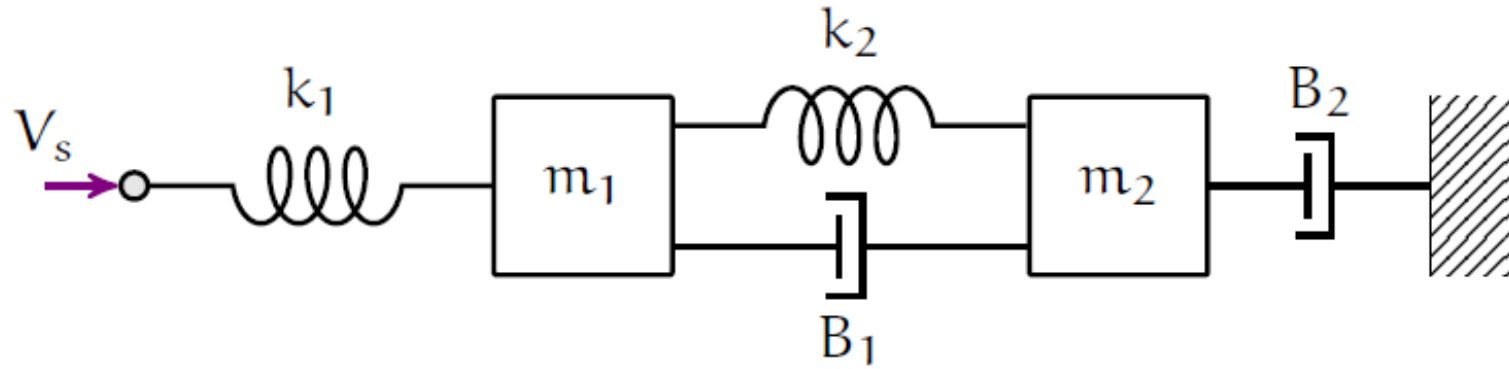 k₂
k₁
B₂
Vₛ
m₁
m₂
B₁